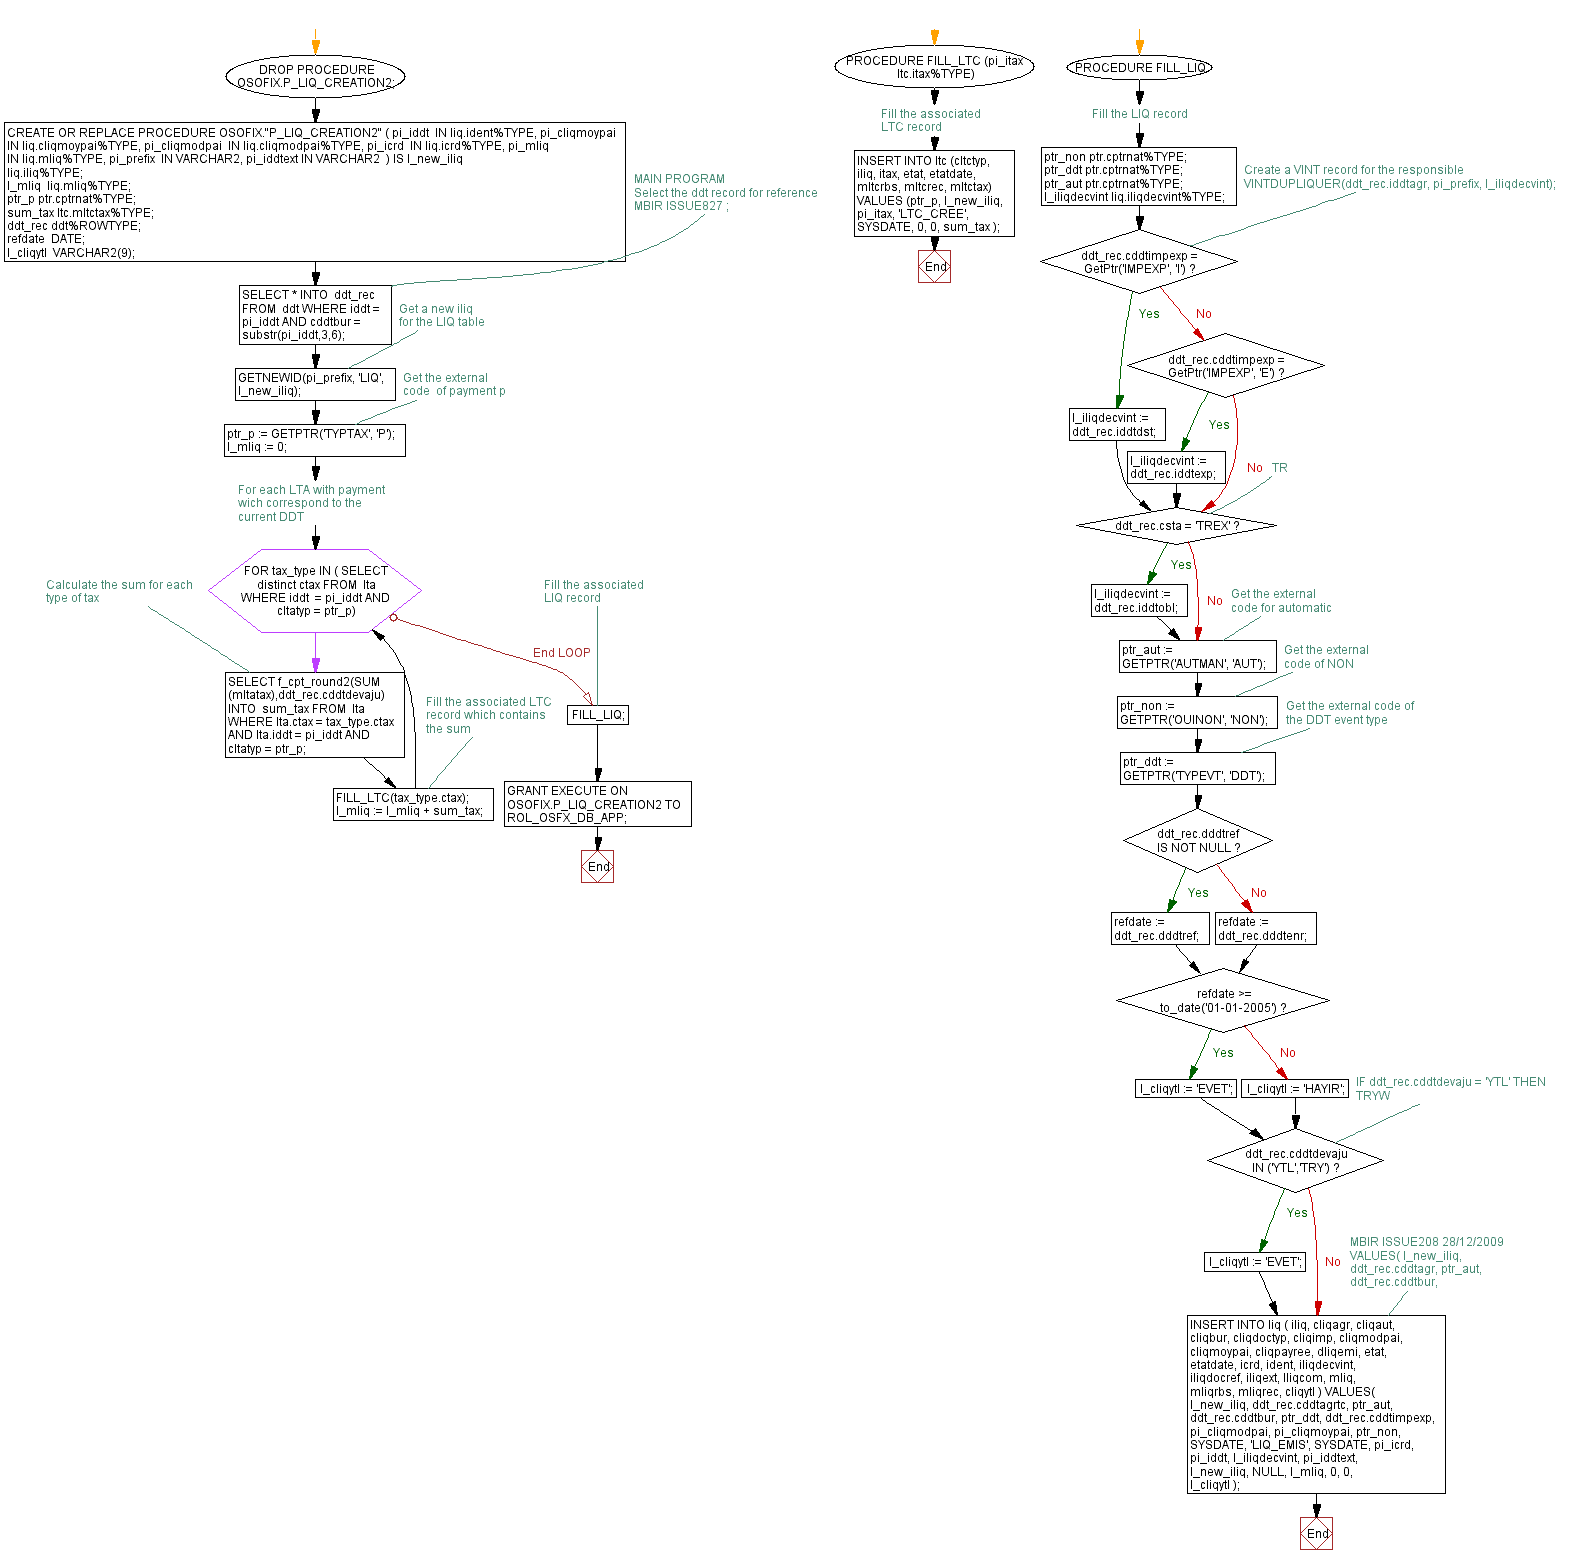 DROP PROCEDURE
OSOFIX.P_LIQ_CREATION2;
CREATE OR REPLACE PROCEDURE OSOFIX."P_LIQ_CREATION2" ( pi_iddt IN liq.ident%TYPE, pi_cliqmoypai
IN liq.cliqmoypai%TYPE, pi_cliqmodpai IN liq.cliqmodpai%TYPE, pi_icrd IN liq.icrd%TYPE, pi_mliq
IN liq.mliq%TYPE, pi_prefix IN VARCHAR2, pi_iddtext IN VARCHAR2 ) IS l_new_iliq
liq.iliq%TYPE;
l_mliq liq.mliq%TYPE;
ptr_p ptr.cptrnat%TYPE;
sum_tax ltc.mltctax%TYPE;
ddt_rec ddt%ROWTYPE;
refdate DATE;
l_cliqytl VARCHAR2(9);
MAIN PROGRAM
Select the ddt record for reference
MBIR ISSUE827 ;
SELECT * INTO ddt_rec
FROM ddt WHERE iddt =
pi_iddt AND cddtbur =
substr(pi_iddt,3,6);
Get a new iliq
for the LIQ table
GETNEWID(pi_prefix, 'LIQ',
l_new_iliq);
Get the external
code of payment p
ptr_p := GETPTR('TYPTAX', 'P');
l_mliq := 0;
For each LTA with payment
wich correspond to the
current DDT
FOR tax_type IN ( SELECT
distinct ctax FROM lta
WHERE iddt = pi_iddt AND
cltatyp = ptr_p)
Calculate the sum for each
type of tax
Fill the associated
LIQ record
End LOOP
SELECT f_cpt_round2(SUM
(mltatax),ddt_rec.cddtdevaju)
INTO sum_tax FROM lta
WHERE lta.ctax = tax_type.ctax
AND lta.iddt = pi_iddt AND
cltatyp = ptr_p;
Fill the associated LTC
record which contains
the sum
FILL_LTC(tax_type.ctax);
l_mliq := l_mliq + sum_tax;
FILL_LIQ;
GRANT EXECUTE ON
OSOFIX.P_LIQ_CREATION2 TO
ROL_OSFX_DB_APP;
End
PROCEDURE FILL_LTC (pi_itax
ltc.itax%TYPE)
Fill the associated
LTC record
INSERT INTO ltc (cltctyp,
iliq, itax, etat, etatdate,
mltcrbs, mltcrec, mltctax)
VALUES (ptr_p, l_new_iliq,
pi_itax, 'LTC_CREE',
SYSDATE, 0, 0, sum_tax );
End
PROCEDURE FILL_LIQ
Fill the LIQ record
ptr_non ptr.cptrnat%TYPE;
ptr_ddt ptr.cptrnat%TYPE;
ptr_aut ptr.cptrnat%TYPE;
l_iliqdecvint liq.iliqdecvint%TYPE;
Create a VINT record for the responsible
VINTDUPLIQUER(ddt_rec.iddtagr, pi_prefix, l_iliqdecvint);
ddt_rec.cddtimpexp =
GetPtr('IMPEXP', 'I') ?
Yes
No
ddt_rec.cddtimpexp =
GetPtr('IMPEXP', 'E') ?
l_iliqdecvint :=
ddt_rec.iddtdst;
Yes
l_iliqdecvint :=
ddt_rec.iddtexp;
No
TR
ddt_rec.csta = 'TREX' ?
Yes
l_iliqdecvint :=
ddt_rec.iddtobl;
No
Get the external
code for automatic
ptr_aut :=
GETPTR('AUTMAN', 'AUT');
Get the external
code of NON
ptr_non :=
GETPTR('OUINON', 'NON');
Get the external code of
the DDT event type
ptr_ddt :=
GETPTR('TYPEVT', 'DDT');
ddt_rec.dddtref
IS NOT NULL ?
Yes
No
refdate :=
ddt_rec.dddtref;
refdate :=
ddt_rec.dddtenr;
refdate >=
to_date('01-01-2005') ?
Yes
No
l_cliqytl := 'EVET';
l_cliqytl := 'HAYIR';
IF ddt_rec.cddtdevaju = 'YTL' THEN
TRYW
ddt_rec.cddtdevaju
IN ('YTL','TRY') ?
Yes
l_cliqytl := 'EVET';
No
MBIR ISSUE208 28/12/2009
VALUES( l_new_iliq,
ddt_rec.cddtagr, ptr_aut,
ddt_rec.cddtbur,
INSERT INTO liq ( iliq, cliqagr, cliqaut,
cliqbur, cliqdoctyp, cliqimp, cliqmodpai,
cliqmoypai, cliqpayree, dliqemi, etat,
etatdate, icrd, ident, iliqdecvint,
iliqdocref, iliqext, lliqcom, mliq,
mliqrbs, mliqrec, cliqytl ) VALUES(
l_new_iliq, ddt_rec.cddtagrtc, ptr_aut,
ddt_rec.cddtbur, ptr_ddt, ddt_rec.cddtimpexp,
pi_cliqmodpai, pi_cliqmoypai, ptr_non,
SYSDATE, 'LIQ_EMIS', SYSDATE, pi_icrd,
pi_iddt, l_iliqdecvint, pi_iddtext,
l_new_iliq, NULL, l_mliq, 0, 0,
l_cliqytl );
End